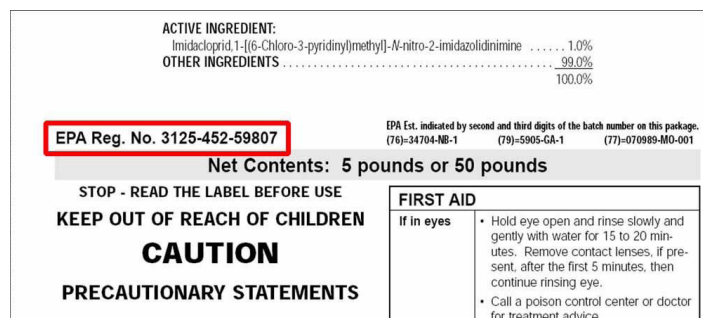 ACTIVE INGREDIENT:
Imidacloprid,1-[(6-Chloro-3-pyridinyl)methyl]-N-nitro-2-imidazolidinimine ...... 1.0%
OTHER INGREDIENTS ............................................ 99.0%
100.0%
EPA Reg. No. 3125-452-59807
EPA Est. indicated by second and third digits of the batch number on this package.
(76)=34704-NB-1 (79)=5905-GA-1 (77)=070989-MO-001
Net Contents: 5 pounds or 50 pounds
STOP - READ THE LABEL BEFORE USE
KEEP OUT OF REACH OF CHILDREN
CAUTION
PRECAUTIONARY STATEMENTS
FIRST AID
If in eyes
• Hold eye open and rinse slowly and
gently with water for 15 to 20 min-
utes. Remove contact lenses, if pre-
sent, after the first 5 minutes, then
continue rinsing eye.
• Call a poison control center or doctor
for treatment advice